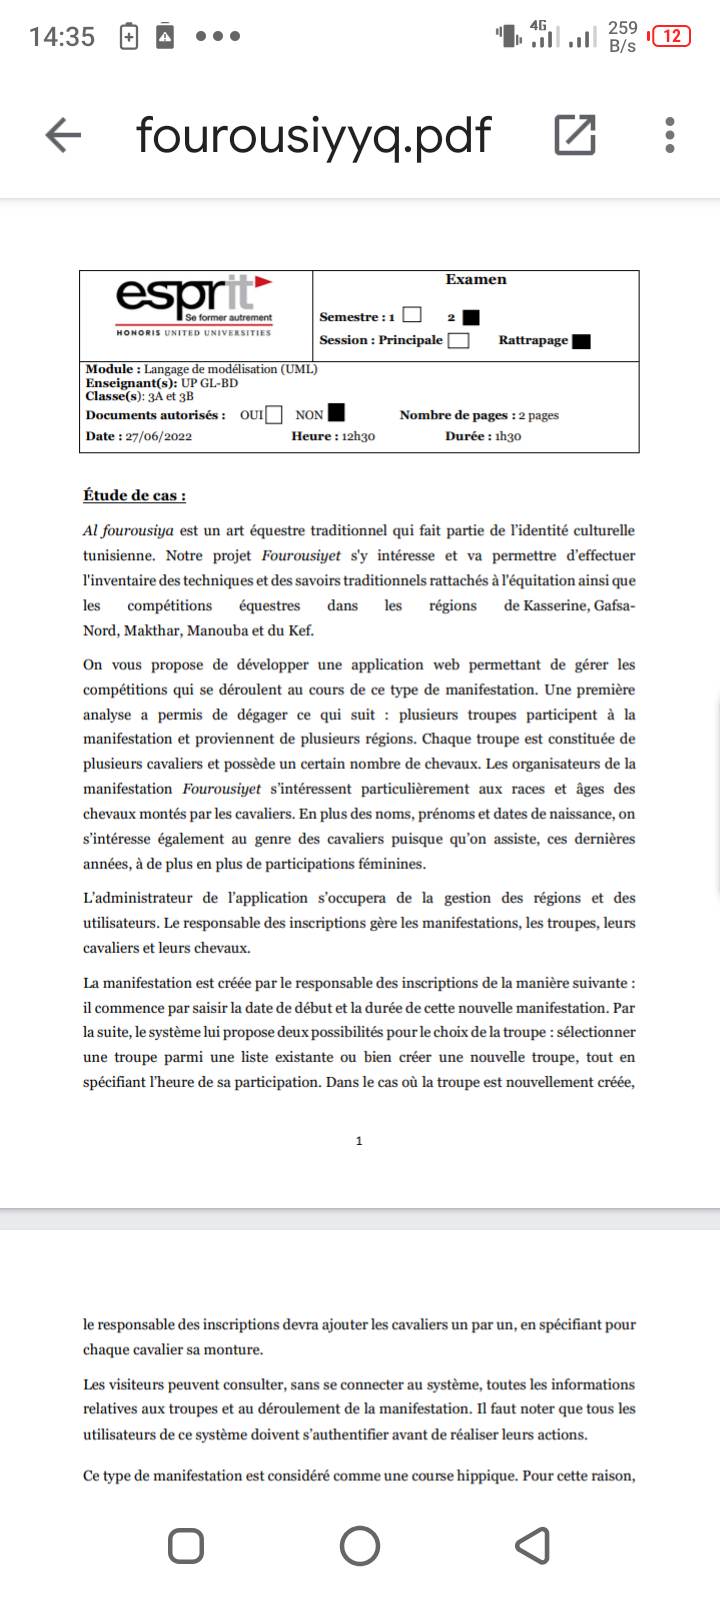 14:35
4G
259
B/s
12
fourousiyyq.pdf
esprit
Se former autrement
HONORIS UNITED UNIVERSITIES
Examen
Semestre : 1 2
Session : Principale Rattrapage
Module : Langage de modélisation (UML)
Enseignant(s): UP GL-BD
Classe(s): 3A et 3B
Documents autorisés : OUI NON Nombre de pages : 2 pages
Date : 27/06/2022 Heure : 12h30 Durée : 1h30
Étude de cas :
Al fourousiya est un art équestre traditionnel qui fait partie de l'identité culturelle
tunisienne. Notre projet Fourousiyet s'y intéresse et va permettre d'effectuer
l'inventaire des techniques et des savoirs traditionnels rattachés à l'équitation ainsi que
les compétitions équestres dans les régions de Kasserine, Gafsa-
Nord, Makthar, Manouba et du Kef.
On vous propose de développer une application web permettant de gérer les
compétitions qui se déroulent au cours de ce type de manifestation. Une première
analyse a permis de dégager ce qui suit : plusieurs troupes participent à la
manifestation et proviennent de plusieurs régions. Chaque troupe est constituée de
plusieurs cavaliers et possède un certain nombre de chevaux. Les organisateurs de la
manifestation Fourousiyet s'intéressent particulièrement aux races et âges des
chevaux montés par les cavaliers. En plus des noms, prénoms et dates de naissance, on
s'intéresse également au genre des cavaliers puisque qu'on assiste, ces dernières
années, à de plus en plus de participations féminines.
L'administrateur de l'application s'occupera de la gestion des régions et des
utilisateurs. Le responsable des inscriptions gère les manifestations, les troupes, leurs
cavaliers et leurs chevaux.
La manifestation est créée par le responsable des inscriptions de la manière suivante :
il commence par saisir la date de début et la durée de cette nouvelle manifestation. Par
la suite, le système lui propose deux possibilités pour le choix de la troupe : sélectionner
une troupe parmi une liste existante ou bien créer une nouvelle troupe, tout en
spécifiant l'heure de sa participation. Dans le cas où la troupe est nouvellement créée,
1
le responsable des inscriptions devra ajouter les cavaliers un par un, en spécifiant pour
chaque cavalier sa monture.
Les visiteurs peuvent consulter, sans se connecter au système, toutes les informations
relatives aux troupes et au déroulement de la manifestation. Il faut noter que tous les
utilisateurs de ce système doivent s'authentifier avant de réaliser leurs actions.
Ce type de manifestation est considéré comme une course hippique. Pour cette raison,